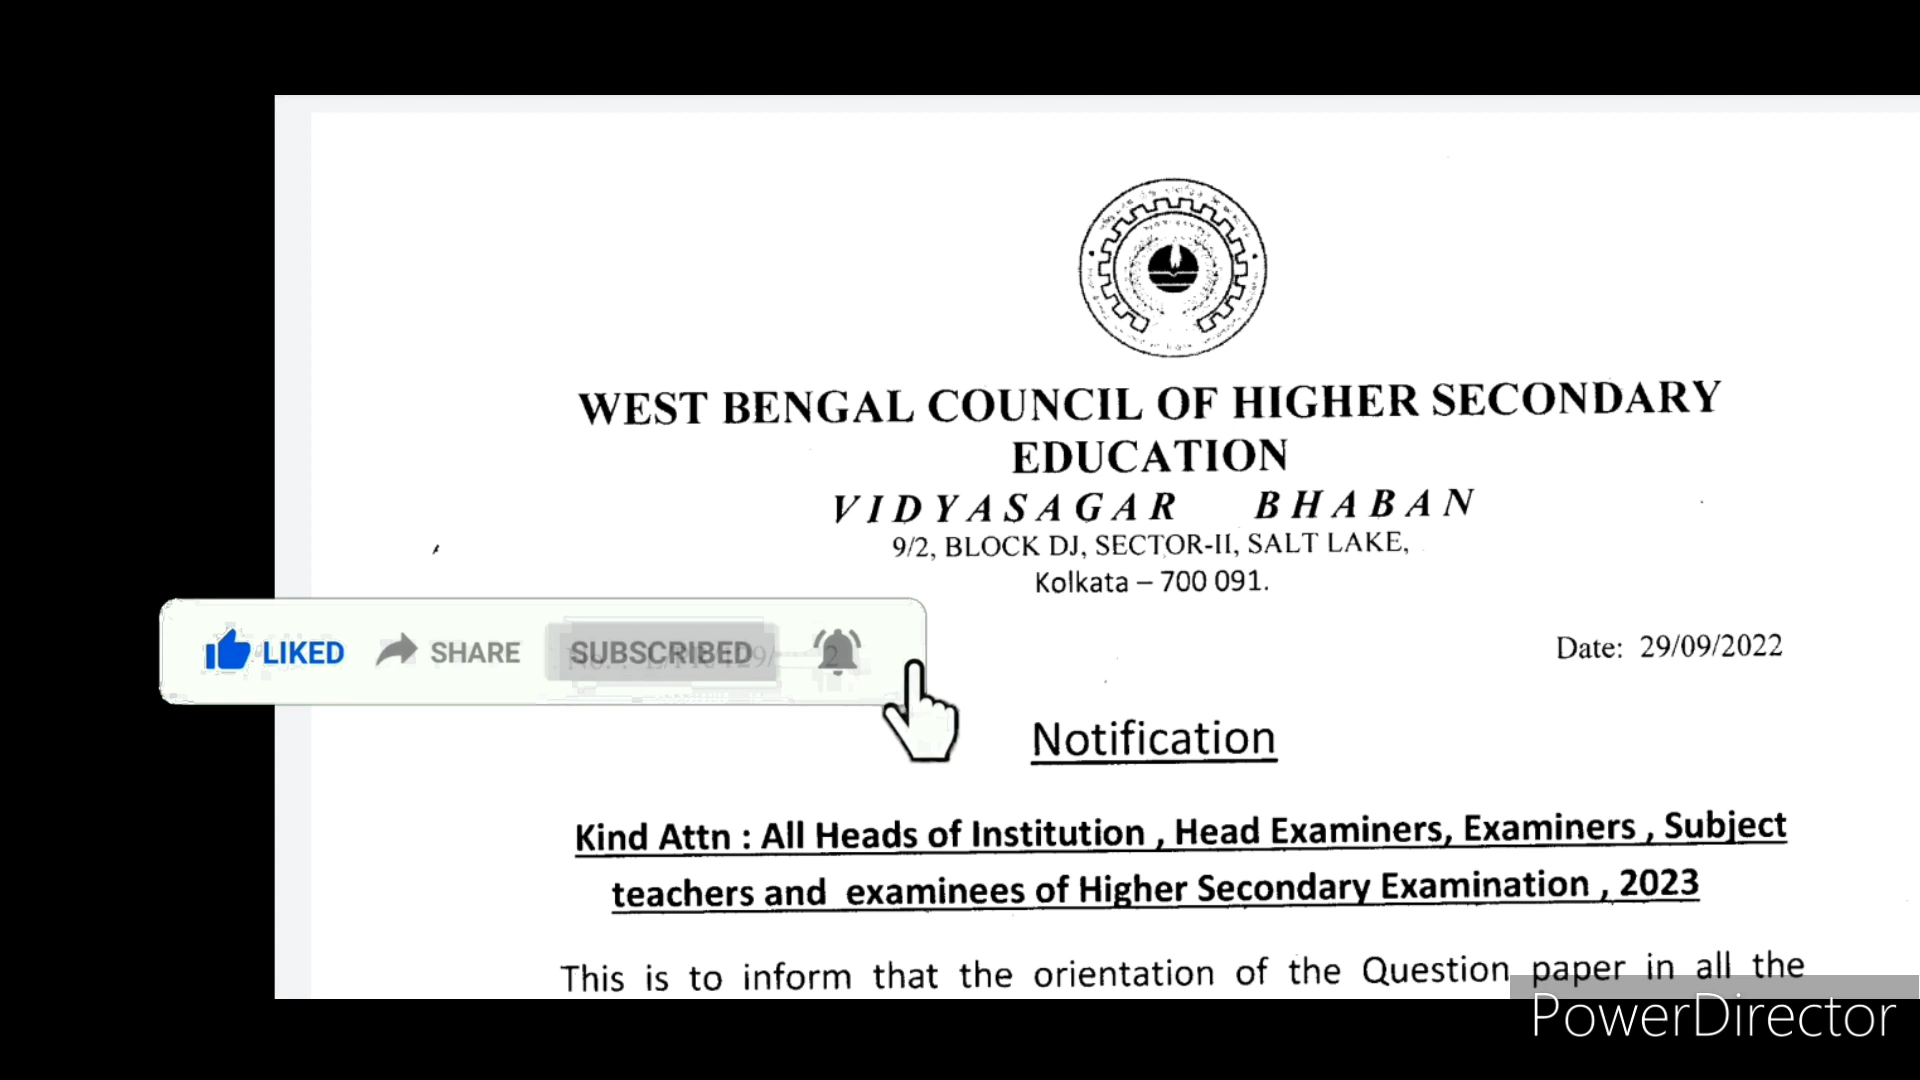 WEST BENGAL COUNCIL OF HIGHER SECONDARY
EDUCATION
VIDYASAGAR BHABAN
9/2, BLOCK DJ, SECTOR-II, SALT LAKE,
Kolkata – 700 091.
LIKED SHARE SUBSCRIBED
Date: 29/09/2022
Notification
Kind Attn : All Heads of Institution , Head Examiners, Examiners , Subject
teachers and examinees of Higher Secondary Examination , 2023
This is to inform that the orientation of the Question paper in all the
PowerDirector